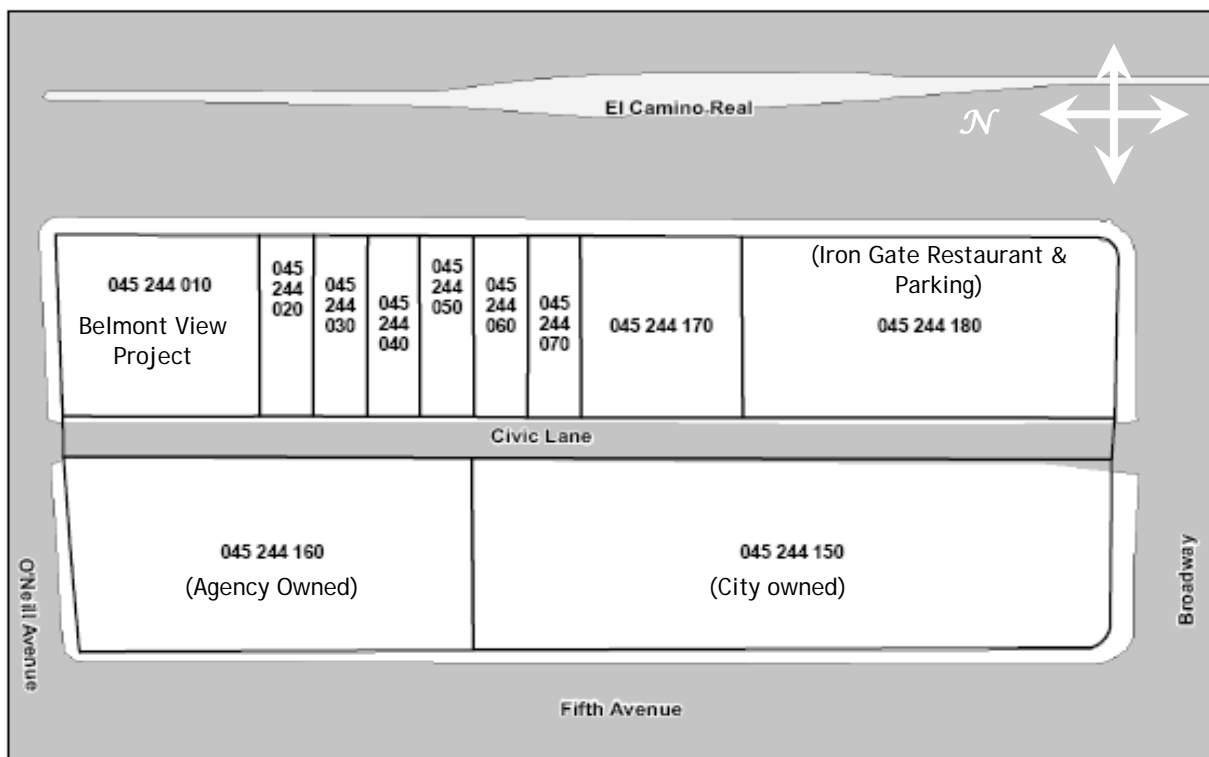 El Camino Real
N
045 244 010
Belmont View
Project
045
244
020
045
244
030
045
244
040
045
244
050
045
244
060
045
244
070
045 244 170
(Iron Gate Restaurant &
Parking)
045 244 180
Civic Lane
045 244 160
(Agency Owned)
045 244 150
(City owned)
O'Neill Avenue
Broadway
Fifth Avenue